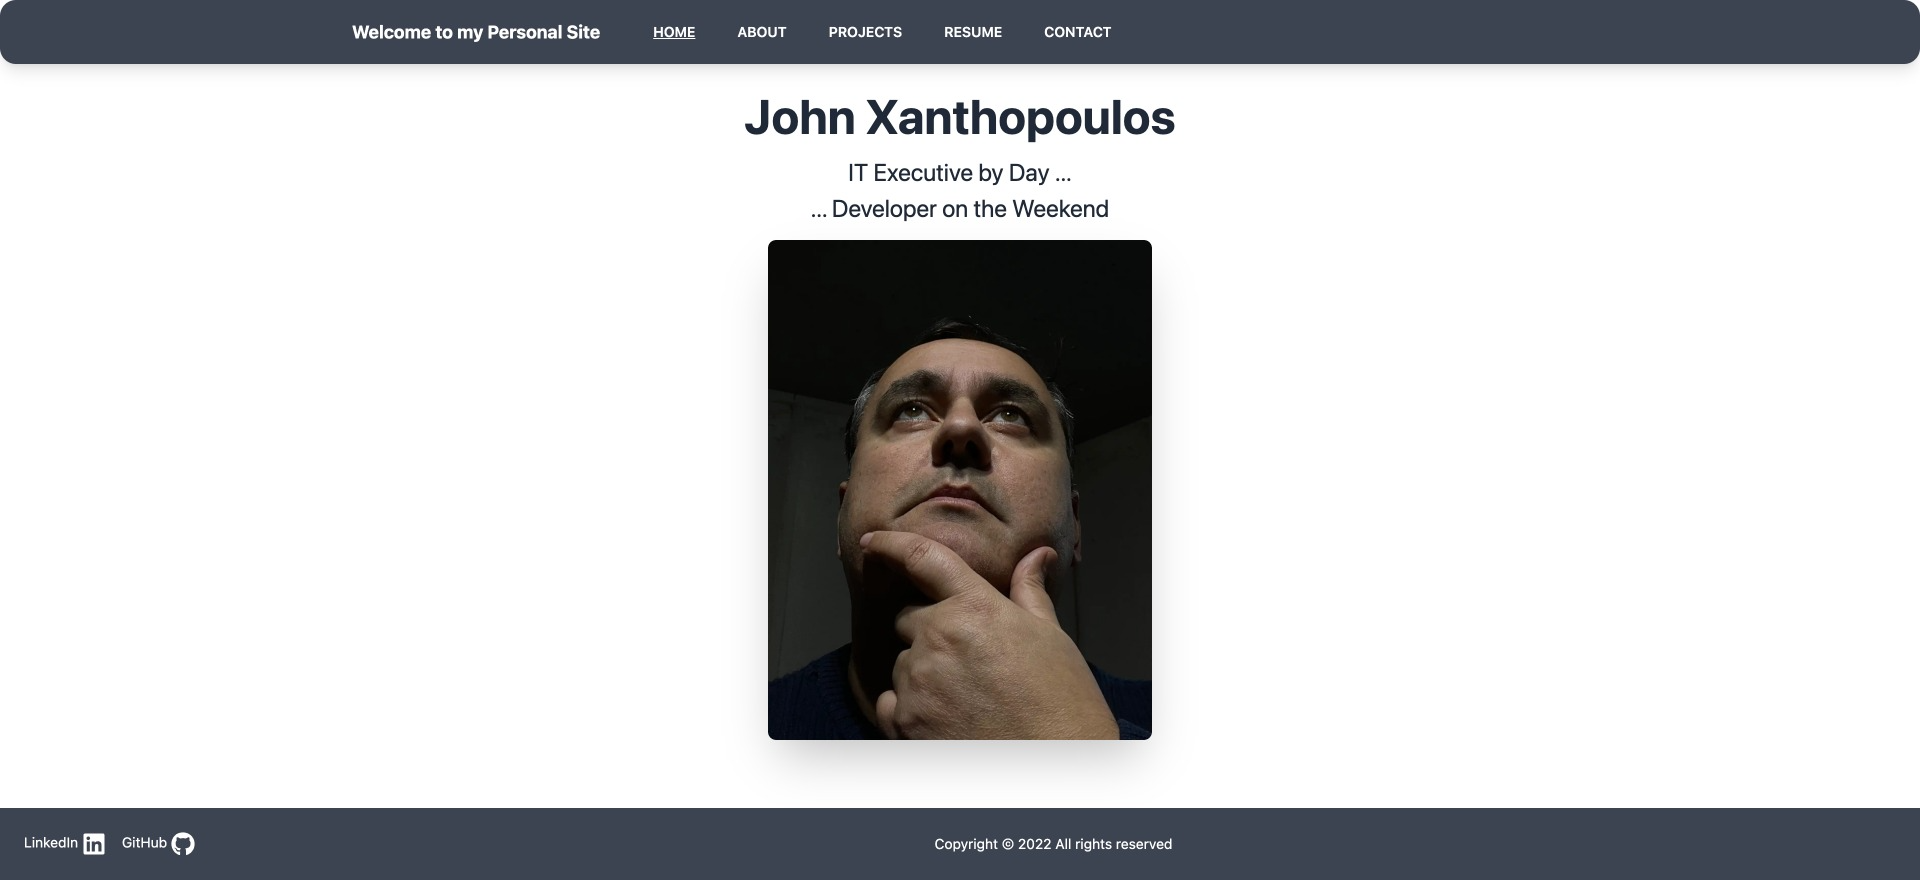 Welcome to my Personal Site HOME ABOUT PROJECTS RESUME CONTACT
John Xanthopoulos
IT Executive by Day ...
... Developer on the Weekend
LinkedIn in GitHub Copyright © 2022 All rights reserved